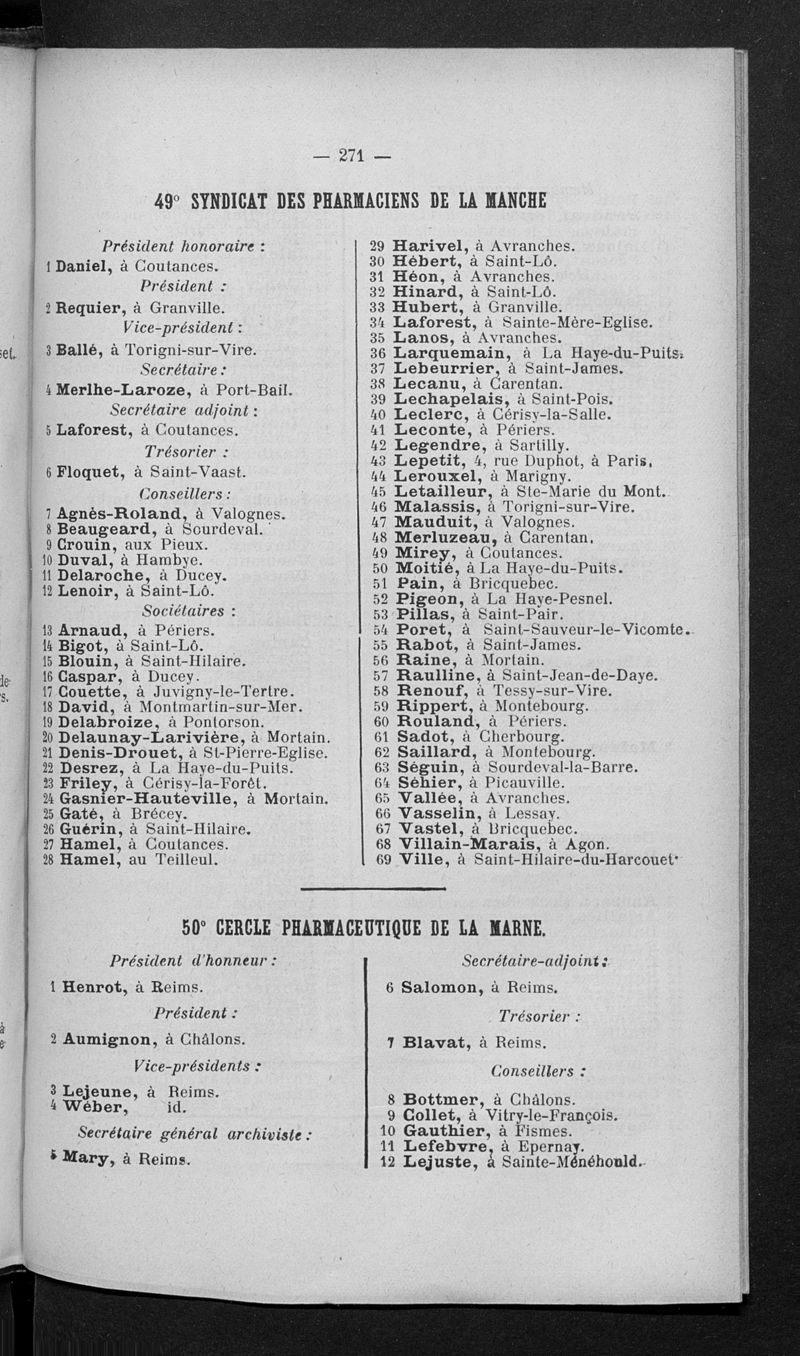 — 271 —
49º SYNDICAT DES PHARMACIENS DE LA MANCHE
Président honoraire :
1 Daniel, à Coutances.
Président :
2 Requier, à Granville.
Vice-président :
3 Ballé, à Torigni-sur-Vire.
Secrétaire :
4 Merlhe-Laroze, à Port-Bail.
Secrétaire adjoint :
5 Laforest, à Coutances.
Trésorier :
6 Floquet, à Saint-Vaast.
Conseillers :
7 Agnès-Roland, à Valognes.
8 Beaugeard, à Sourdeval.
9 Crouin, aux Pieux.
10 Duval, à Hambye.
11 Delaroche, à Ducey.
12 Lenoir, à Saint-Lô.
Sociétaires :
13 Arnaud, à Périers.
14 Bigot, à Saint-Lô.
15 Blouin, à Saint-Hilaire.
16 Caspar, à Ducey.
17 Couette, à Juvigny-le-Tertre.
18 David, à Montmartin-sur-Mer.
19 Delabroize, à Pontorson.
20 Delaunay-Larivière, à Mortain.
21 Denis-Drouet, à St-Pierre-Eglise.
22 Desrez, à La Haye-du-Puits.
23 Friley, à Cérisy-la-Forêt.
24 Gasnier-Hauteville, à Mortain.
25 Gaté, à Brécey.
26 Guérin, à Saint-Hilaire.
27 Hamel, à Coutances.
28 Hamel, au Teilleul.
29 Harivel, à Avranches.
30 Hébert, à Saint-Lô.
31 Héon, à Avranches.
32 Hinard, à Saint-Lô.
33 Hubert, à Granville.
34 Laforest, à Sainte-Mère-Eglise.
35 Lanos, à Avranches.
36 Larquemain, à La Haye-du-Puits.
37 Lebeurrier, à Saint-James.
38 Lecanu, à Carentan.
39 Lechapelais, à Saint-Pois.
40 Leclerc, à Cérisy-la-Salle.
41 Leconte, à Périers.
42 Legendre, à Sartilly.
43 Lepetit, 4, rue Duphot, à Paris.
44 Lerouxel, à Marigny.
45 Letailleur, à Ste-Marie du Mont.
46 Malassis, à Torigni-sur-Vire.
47 Mauduit, à Valognes.
48 Merluzeau, à Carentan.
49 Mirey, à Coutances.
50 Moitié, à La Haye-du-Puits.
51 Pain, à Bricquebec.
52 Pigeon, à La Haye-Pesnel.
53 Pillas, à Saint-Pair.
54 Poret, à Saint-Sauveur-le-Vicomte.
55 Rabot, à Saint-James.
56 Raine, à Mortain.
57 Raulline, à Saint-Jean-de-Daye.
58 Renouf, à Tessy-sur-Vire.
59 Rippert, à Montebourg.
60 Rouland, à Périers.
61 Sadot, à Cherbourg.
62 Saillard, à Montebourg.
63 Séguin, à Sourdeval-la-Barre.
64 Séhier, à Picauville.
65 Vallée, à Avranches.
66 Vasselin, à Lessay.
67 Vastel, à Bricquebec.
68 Villain-Marais, à Agon.
69 Ville, à Saint-Hilaire-du-Harcouet.
50º CERCLE PHARMACEUTIQUE DE LA MARNE.
Président d'honneur :
1 Henrot, à Reims.
Président :
2 Aumignon, à Châlons.
Vice-présidents :
3 Lejeune, à Reims.
4 Wéber, id.
Secrétaire général archiviste :
5 Mary, à Reims.
Secrétaire-adjoint :
6 Salomon, à Reims.
Trésorier :
7 Blavat, à Reims.
Conseillers :
8 Bottmer, à Châlons.
9 Collet, à Vitry-le-François.
10 Gauthier, à Fismes.
11 Lefebvre, à Epernay.
12 Lejuste, à Sainte-Ménéhould.